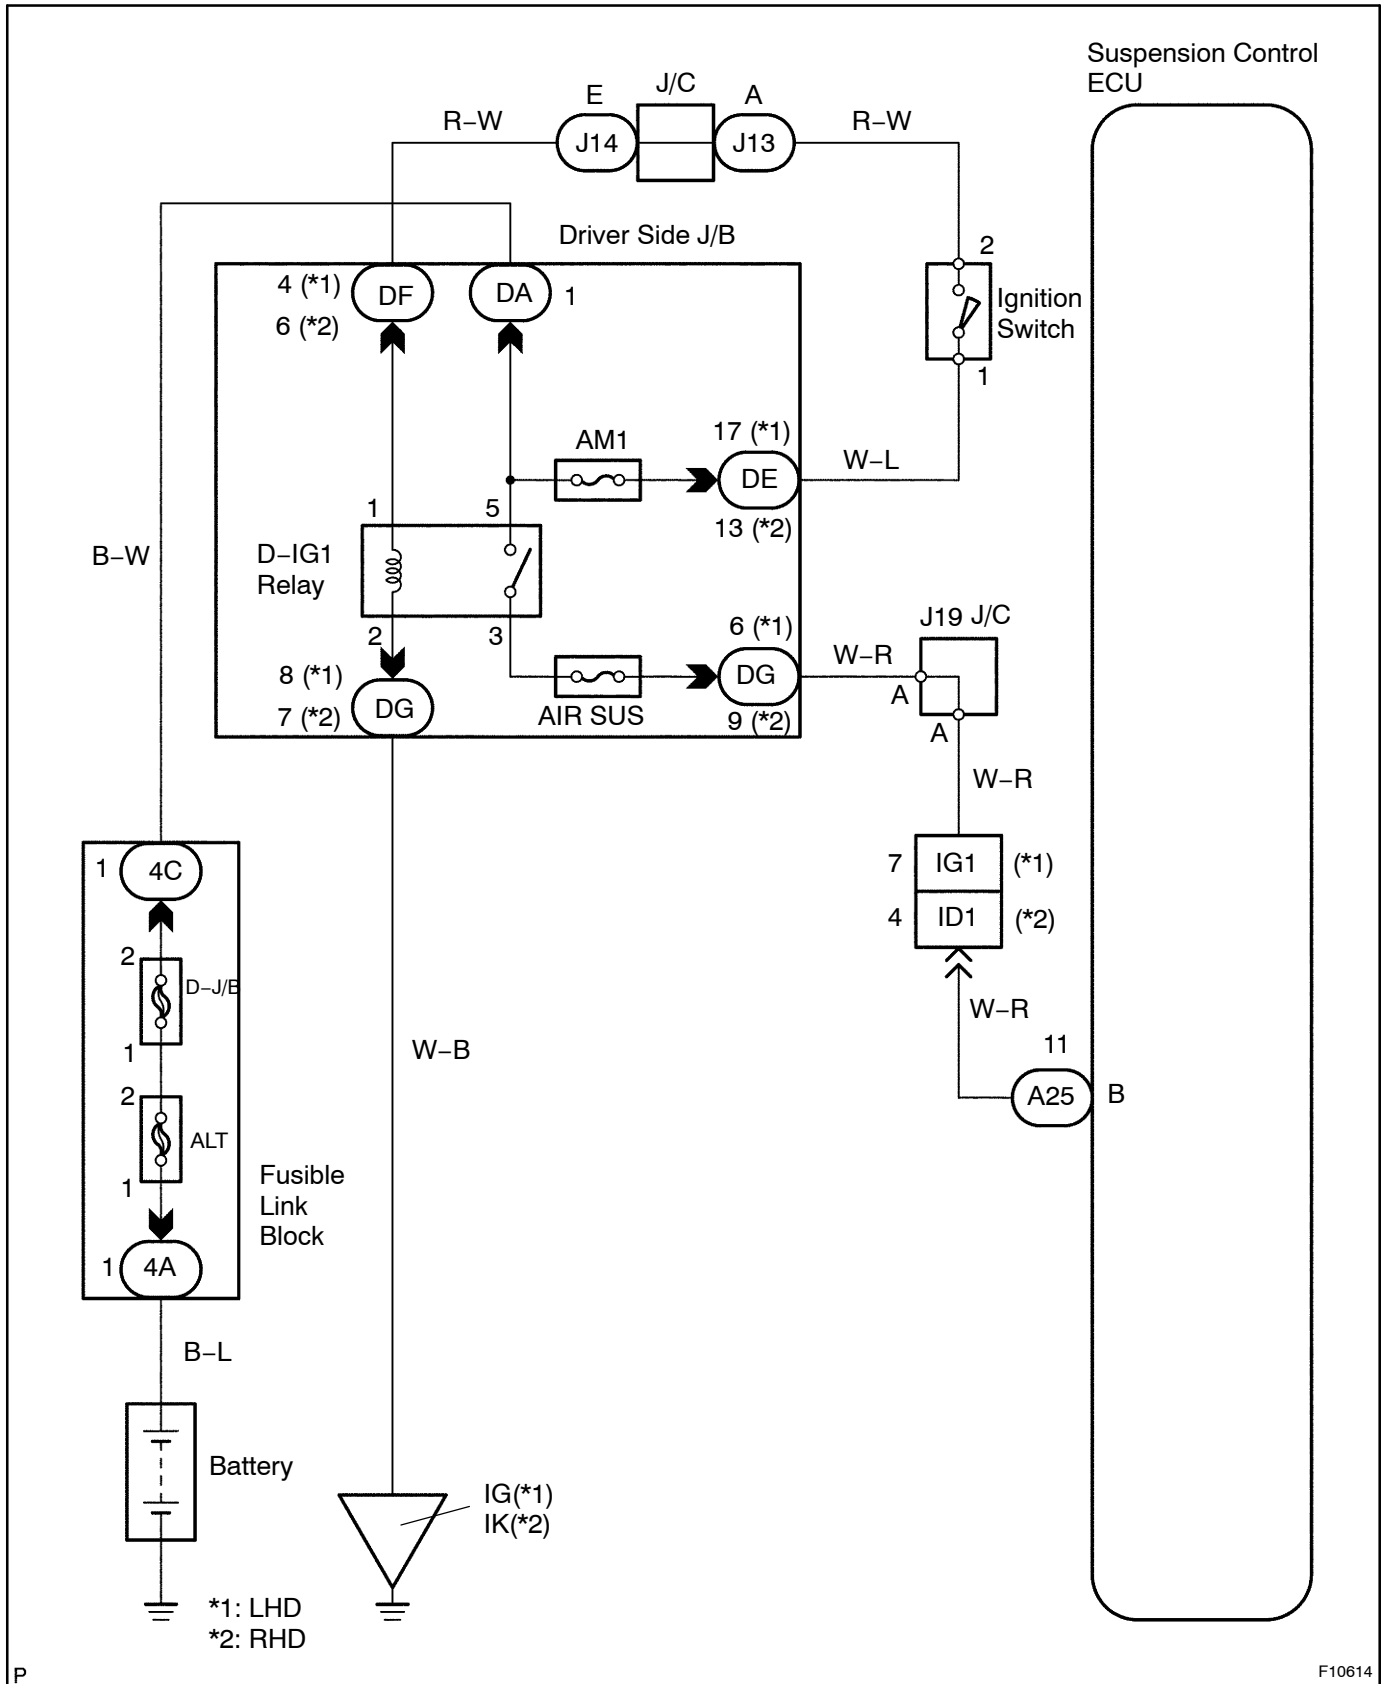 Suspension Control
ECU
E
J/C
A
R–W
J14
J13
R–W
Driver Side J/B
4 (*1)
6 (*2)
DF
DA
1
2
Ignition
Switch
1
AM1
17 (*1)
DE
13 (*2)
W–L
1
5
B–W
D–IG1
Relay
2
3
8 (*1)
7 (*2)
DG
AIR SUS
6 (*1)
DG
9 (*2)
W–R
J19 J/C
A
A
W–R
1
4C
7
IG1
(*1)
4
ID1
(*2)
2
D–J/B
1
W–R
11
A25
B
W–B
2
ALT
1
Fusible
Link
Block
1
4A
B–L
Battery
IG(*1)
IK(*2)
*1: LHD
*2: RHD
P
F10614